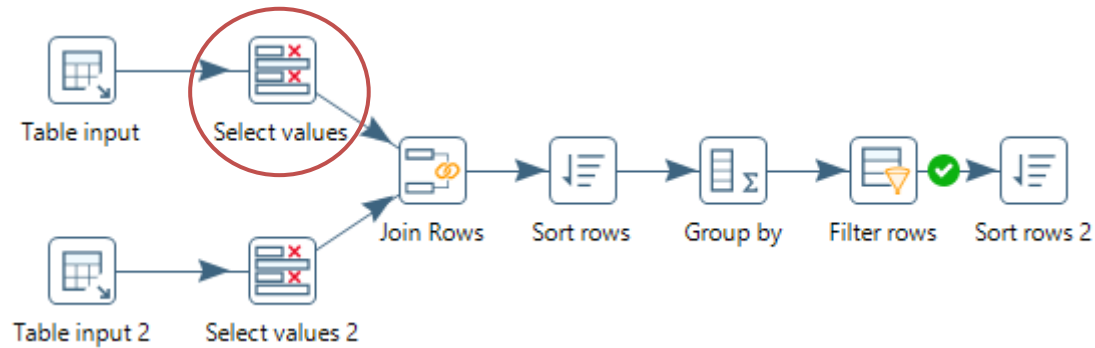 Table input
Select values
Join Rows
Sort rows
Group by
Filter rows
Sort rows 2
Table input 2
Select values 2